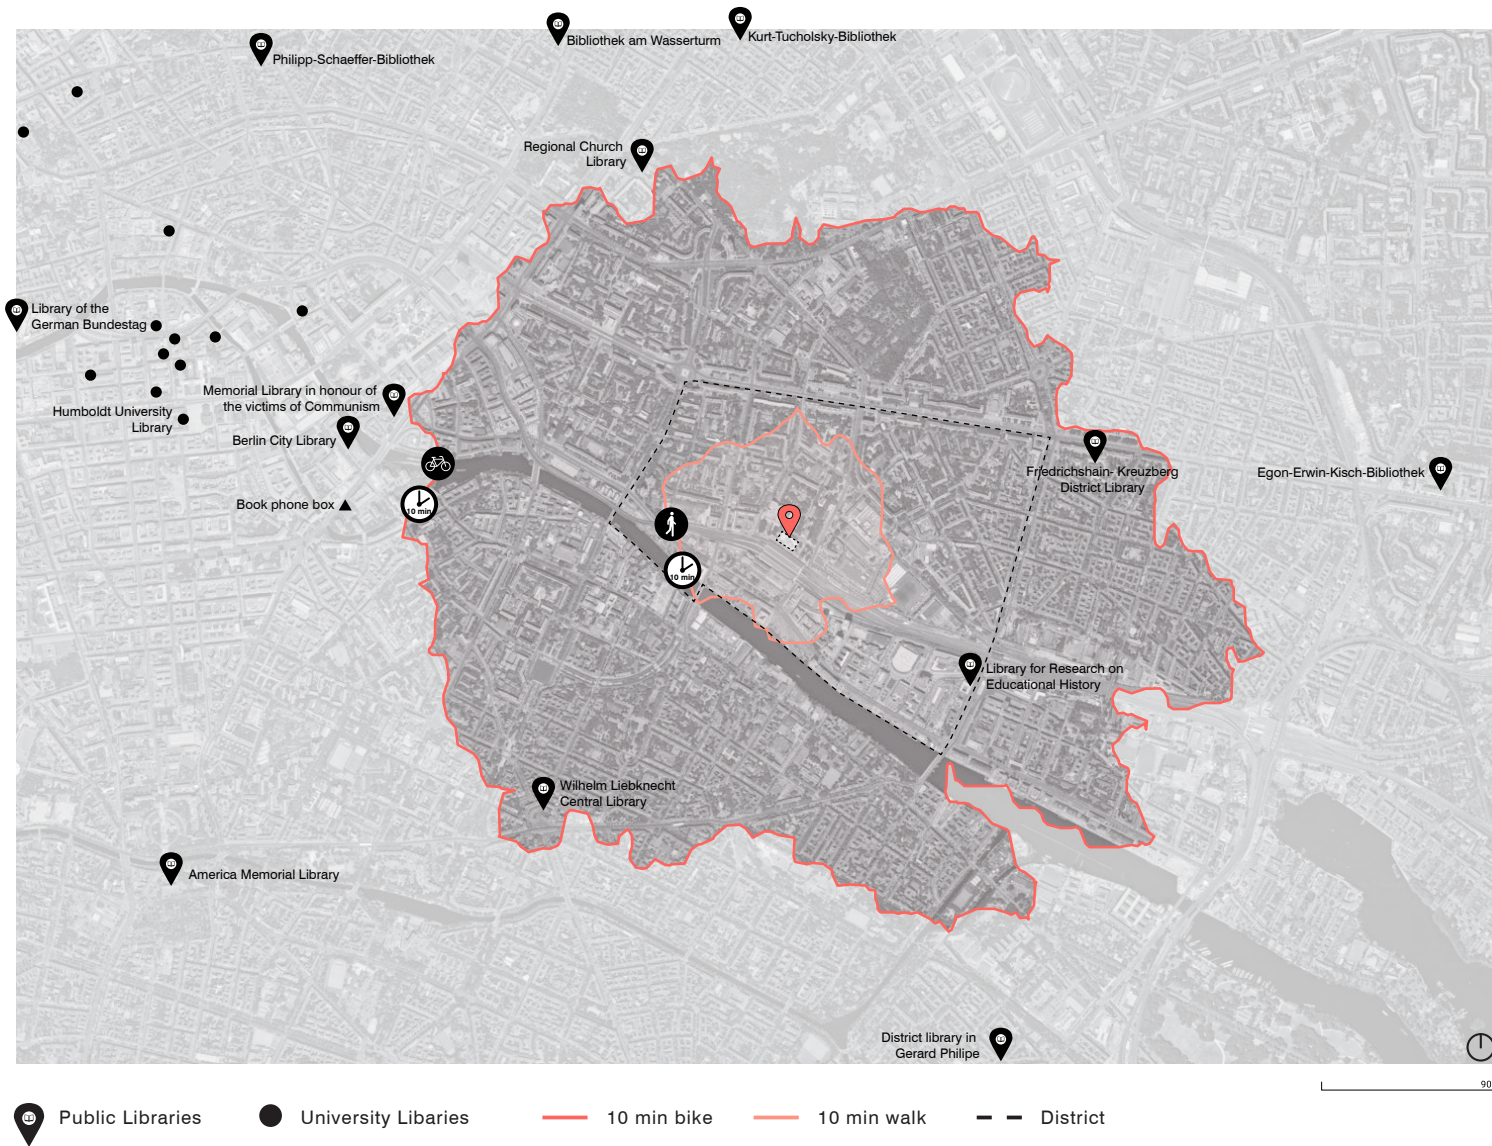 Bibliothek am Wasserturm
Kurt-Tucholsky-Bibliothek
Philipp-Schaeffer-Bibliothek
Regional Church
Library
Library of the
German Bundestag
Memorial Library in honour of
the victims of Communism
Humboldt University
Library
Berlin City Library
Friedrichshain- Kreuzberg
District Library
Egon-Erwin-Kisch-Bibliothek
Book phone box
10 min
10 min
Library for Research on
Educational History
Wilhelm Liebknecht
Central Library
America Memorial Library
District library in
Gerard Philipe
90
Public Libraries
University Libaries
10 min bike
10 min walk
District